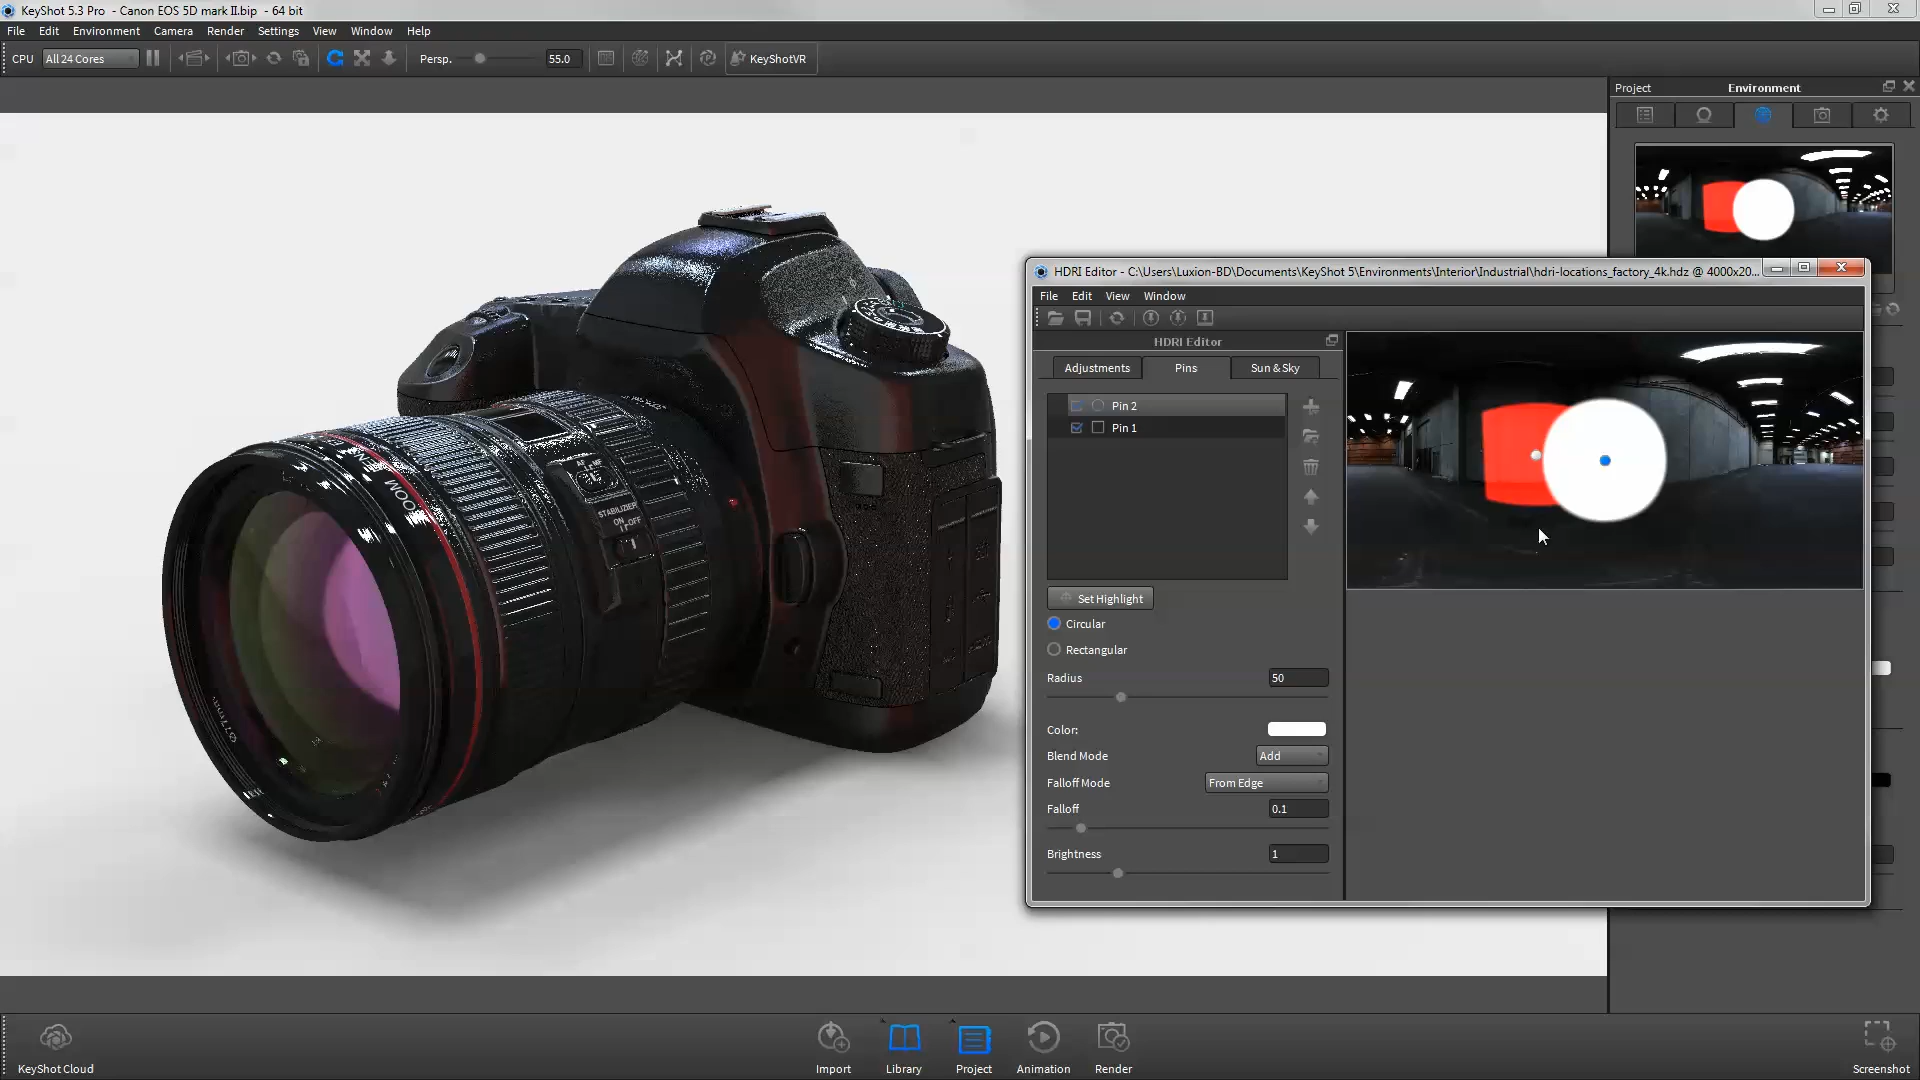 KeyShot 5.3 Pro - Canon EOS 5D mark II.bip - 64 bit
File Edit Environment Camera Render Settings View Window Help
CPU All 24 Cores Persp. 55.0 KeyShotVR
Project Environment
HDRI Editor - C:\Users\Luxion-BD\Documents\KeyShot 5\Environments\Interior\Industrial\hdri-locations_factory_4k.hdz @ 4000x20...
File Edit View Window
HDRI Editor
Adjustments Pins Sun & Sky
Pin 2
Pin 1
Set Highlight
Circular
Rectangular
Radius 50
Color:
Blend Mode Add
Falloff Mode From Edge
Falloff 0.1
Brightness 1
ZOOM
AF MF
STABILIZER
ON OFF
Ø77mm
KeyShot Cloud Import Library Project Animation Render Screenshot